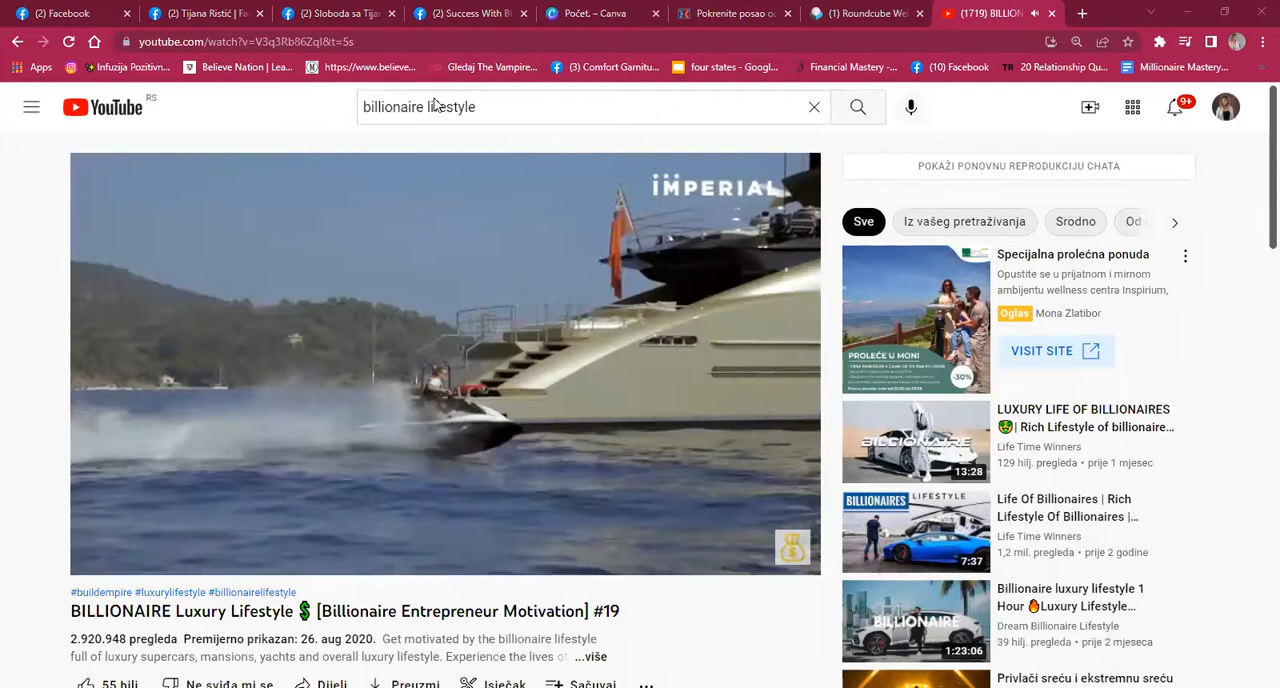 (2) Facebook
(2) Tijana Ristić | Fa
(2) Sloboda sa Tijar
(2) Success With Bl
Počet. – Canva
Pokrenite posao o
(1) Roundcube We
(1719) BILLION
youtube.com/watch?v=V3q3Rb86ZqI&t=5s
Apps
Infuzija Pozitivn...
Believe Nation | Lea...
https://www.believe...
Gledaj The Vampire...
(3) Comfort Garnitu...
four states - Googl...
Financial Mastery -...
(10) Facebook
20 Relationship Qu...
Millionaire Mastery...
YouTube RS
billionaire lifestyle
9+
IMPERIAL
POKAŽI PONOVNU REPRODUKCIJU CHATA
Sve
Iz vašeg pretraživanja
Srodno
Od
Specijalna prolećna ponuda
Opustite se u prijatnom i mirnom
ambijentu wellness centra Inspirium,
Oglas Mona Zlatibor
VISIT SITE
PROLEĆE U MONI
-30%
LUXURY LIFE OF BILLIONAIRES
🤑| Rich Lifestyle of billionaire...
Life Time Winners
129 hilj. pregleda • prije 1 mjesec
BILLIONAIRE
13:28
Life Of Billionaires | Rich
Lifestyle Of Billionaires |...
Life Time Winners
1,2 mil. pregleda • prije 2 godine
BILLIONAIRES LIFESTYLE
7:37
Billionaire luxury lifestyle 1
Hour 🔥Luxury Lifestyle...
Dream Billionaire Lifestyle
39 hilj. pregleda • prije 2 mjeseca
BILLIONAIRE
1:23:06
Privlači sreću i ekstremnu sreću
#buildempire #luxurylifestyle #billionairelifestyle
BILLIONAIRE Luxury Lifestyle 💲 [Billionaire Entrepreneur Motivation] #19
2.920.948 pregleda Premijerno prikazan: 26. aug 2020. Get motivated by the billionaire lifestyle
full of luxury supercars, mansions, yachts and overall luxury lifestyle. Experience the lives of ...više
55 hilj.
Ne sviđa mi se
Dijeli
Preuzmi
Isječak
Sačuvaj